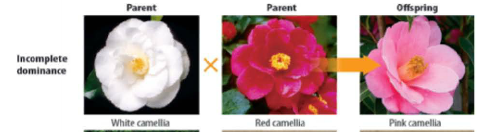 Parent Parent Offspring
Incomplete
dominance
×
White camellia Red camellia Pink camellia